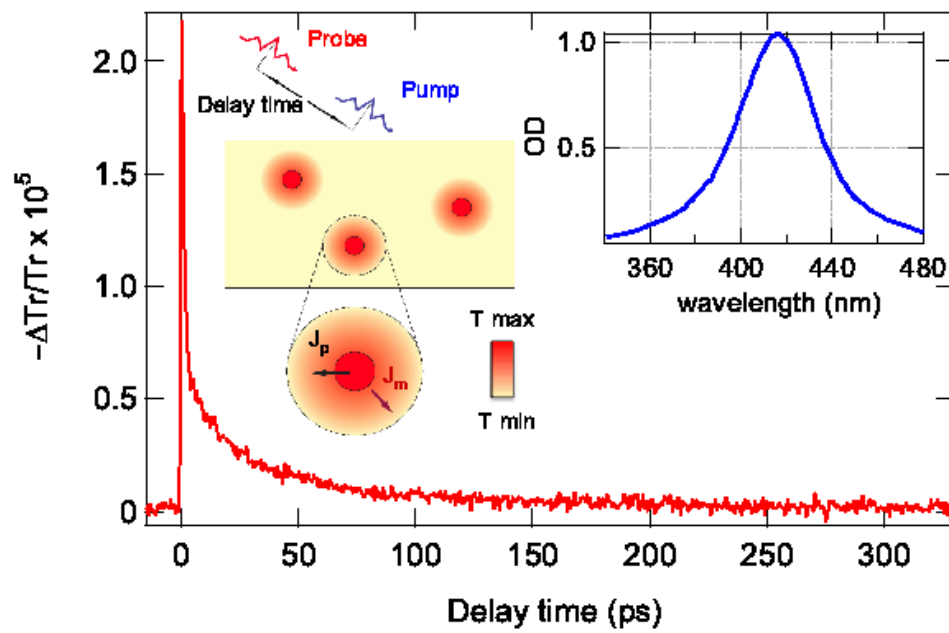 Probe
Delay time
Pump
J_p
J_m
T max
T min
2.0
1.5
1.0
0.5
0
0 50 100 150 200 250 300
Delay time (ps)
−ΔTr/Tr x 10^5
1.0
0.5
OD
360 400 440 480
wavelength (nm)